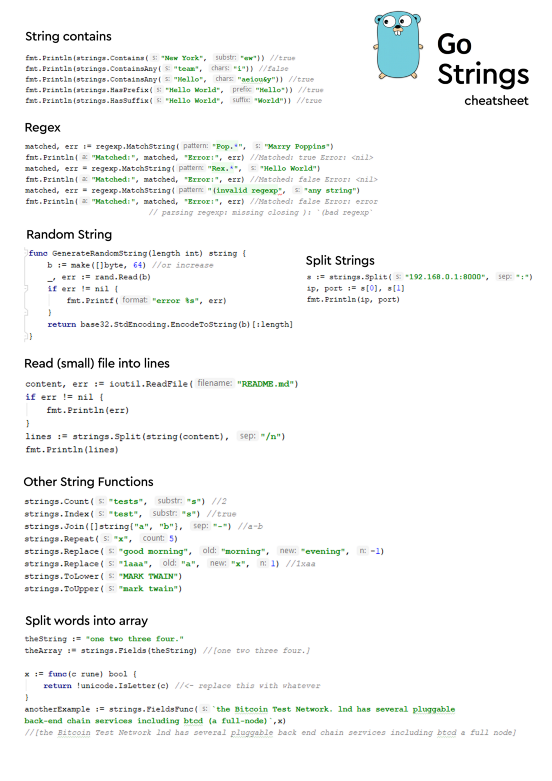 Go
Strings
cheatsheet
String contains
fmt.Println(strings.Contains( s: "New York", substr: "ew")) //true
fmt.Println(strings.ContainsAny( s: "team", chars: "i")) //false
fmt.Println(strings.ContainsAny( s: "Hello", chars: "aeiou&y")) //true
fmt.Println(strings.HasPrefix( s: "Hello World", prefix: "Hello")) //true
fmt.Println(strings.HasSuffix( s: "Hello World", suffix: "World")) //true
Regex
matched, err := regexp.MatchString( pattern: "Pop.*", s: "Marry Poppins")
fmt.Println( a: "Matched:", matched, "Error:", err) //Matched: true Error: <nil>
matched, err = regexp.MatchString( pattern: "Rex.*", s: "Hello World")
fmt.Println( a: "Matched:", matched, "Error:", err) //Matched: false Error: <nil>
matched, err = regexp.MatchString( pattern: "(invalid regexp", s: "any string")
fmt.Println( a: "Matched:", matched, "Error:", err) //Matched: false Error: error
// parsing regexp: missing closing ): `(bad regexp`
Random String
func GenerateRandomString(length int) string {
b := make([]byte, 64) //or increase
_, err := rand.Read(b)
if err != nil {
fmt.Printf( format: "error %s", err)
}
return base32.StdEncoding.EncodeToString(b)[:length]
}
Split Strings
s := strings.Split( s: "192.168.0.1:8000", sep: ":")
ip, port := s[0], s[1]
fmt.Println(ip, port)
Read (small) file into lines
content, err := ioutil.ReadFile( filename: "README.md")
if err != nil {
fmt.Println(err)
}
lines := strings.Split(string(content), sep: "/n")
fmt.Println(lines)
Other String Functions
strings.Count( s: "tests", substr: "s") //2
strings.Index( s: "test", substr: "s") //true
strings.Join([]string{"a", "b"}, sep: "-") //a-b
strings.Repeat( s: "x", count: 5)
strings.Replace( s: "good morning", old: "morning", new: "evening", n: -1)
strings.Replace( s: "1aaa", old: "a", new: "x", n: 1) //1xaa
strings.ToLower( s: "MARK TWAIN")
strings.ToUpper( s: "mark twain")
Split words into array
theString := "one two three four."
theArray := strings.Fields(theString) //[one two three four.]
x := func(c rune) bool {
return !unicode.IsLetter(c) //<- replace this with whatever
}
anotherExample := strings.FieldsFunc( s: `the Bitcoin Test Network. lnd has several pluggable
back-end chain services including btcd (a full-node)`,x)
//[the Bitcoin Test Network lnd has several pluggable back end chain services including btcd a full node]